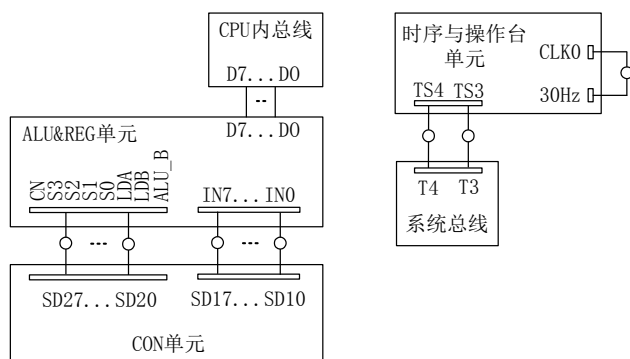 CPU内总线
D7...D0
ALU&REG单元
D7...D0
CN
S3
S2
S1
S0
LDA
LDB
ALU_B
IN7...IN0
SD27...SD20
SD17...SD10
CON单元
时序与操作台
单元
CLK0
30Hz
TS4 TS3
T4 T3
系统总线